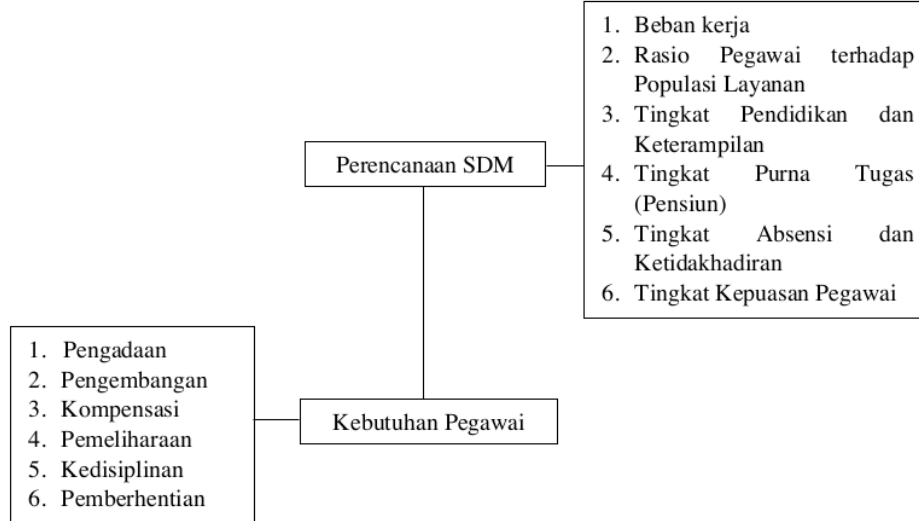 1. Beban kerja
2. Rasio Pegawai terhadap
Populasi Layanan
3. Tingkat Pendidikan dan
Keterampilan
4. Tingkat Purna Tugas
(Pensiun)
5. Tingkat Absensi dan
Ketidakhadiran
6. Tingkat Kepuasan Pegawai
Perencanaan SDM
1. Pengadaan
2. Pengembangan
3. Kompensasi
4. Pemeliharaan
5. Kedisiplinan
6. Pemberhentian
Kebutuhan Pegawai